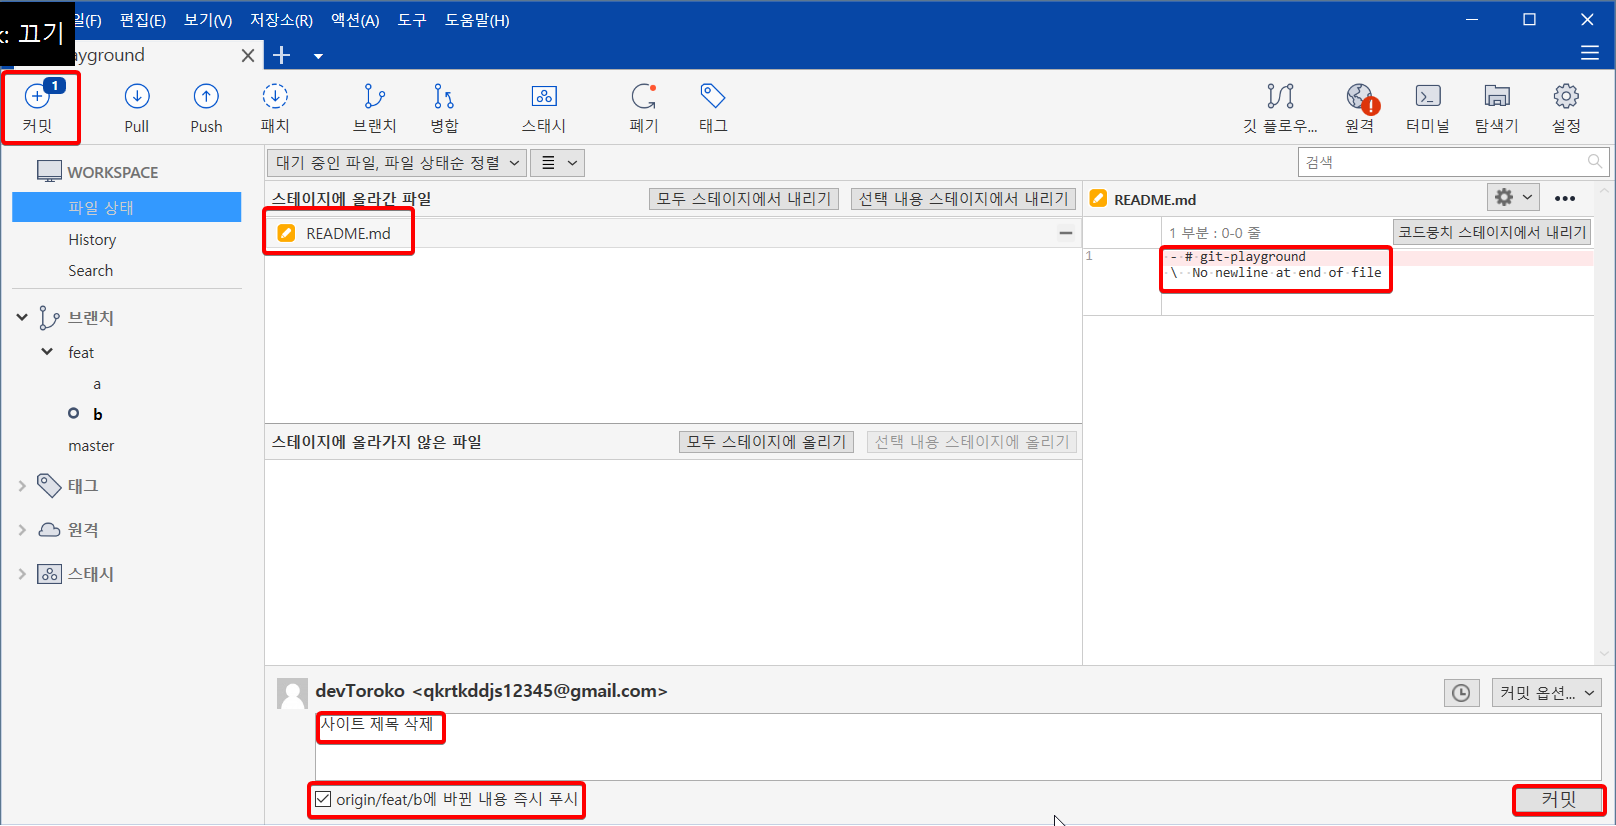 k: 끄기
일(F) 편집(E) 보기(V) 저장소(R) 액션(A) 도구 도움말(H)
ayground
1
커밋 Pull Push 패치 브랜치 병합 스태시 폐기 태그 깃 플로우... 원격 터미널 탐색기 설정
WORKSPACE
파일 상태
History
Search
브랜치
feat
a
b
master
태그
원격
스태시
대기 중인 파일, 파일 상태순 정렬
검색
스테이지에 올라간 파일 모두 스테이지에서 내리기 선택 내용 스테이지에서 내리기
README.md
스테이지에 올라가지 않은 파일 모두 스테이지에 올리기 선택 내용 스테이지에 올리기
README.md
1 부분 : 0-0 줄 코드뭉치 스테이지에서 내리기
1 - # git-playground
\ No newline at end of file
devToroko <qkrtkddjs12345@gmail.com> 커밋 옵션...
사이트 제목 삭제
origin/feat/b에 바뀐 내용 즉시 푸시
커밋